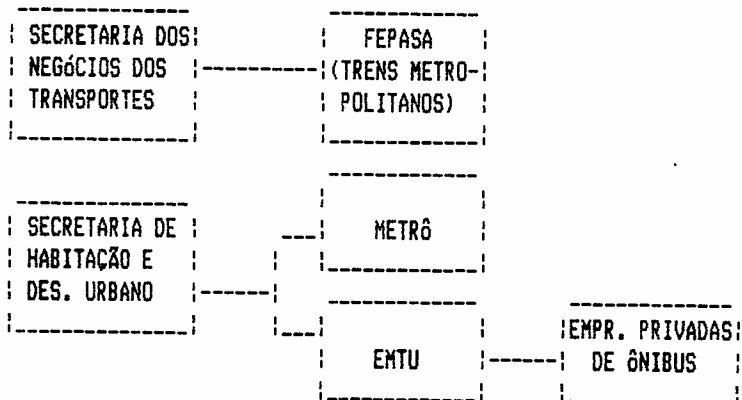 SECRETARIA DOS
NEGóCIOS DOS
TRANSPORTES
FEPASA
(TRENS METRO-
POLITANOS)
SECRETARIA DE
HABITAÇÃO E
DES. URBANO
METRô
EMTU
EMPR. PRIVADAS
DE ôNIBUS